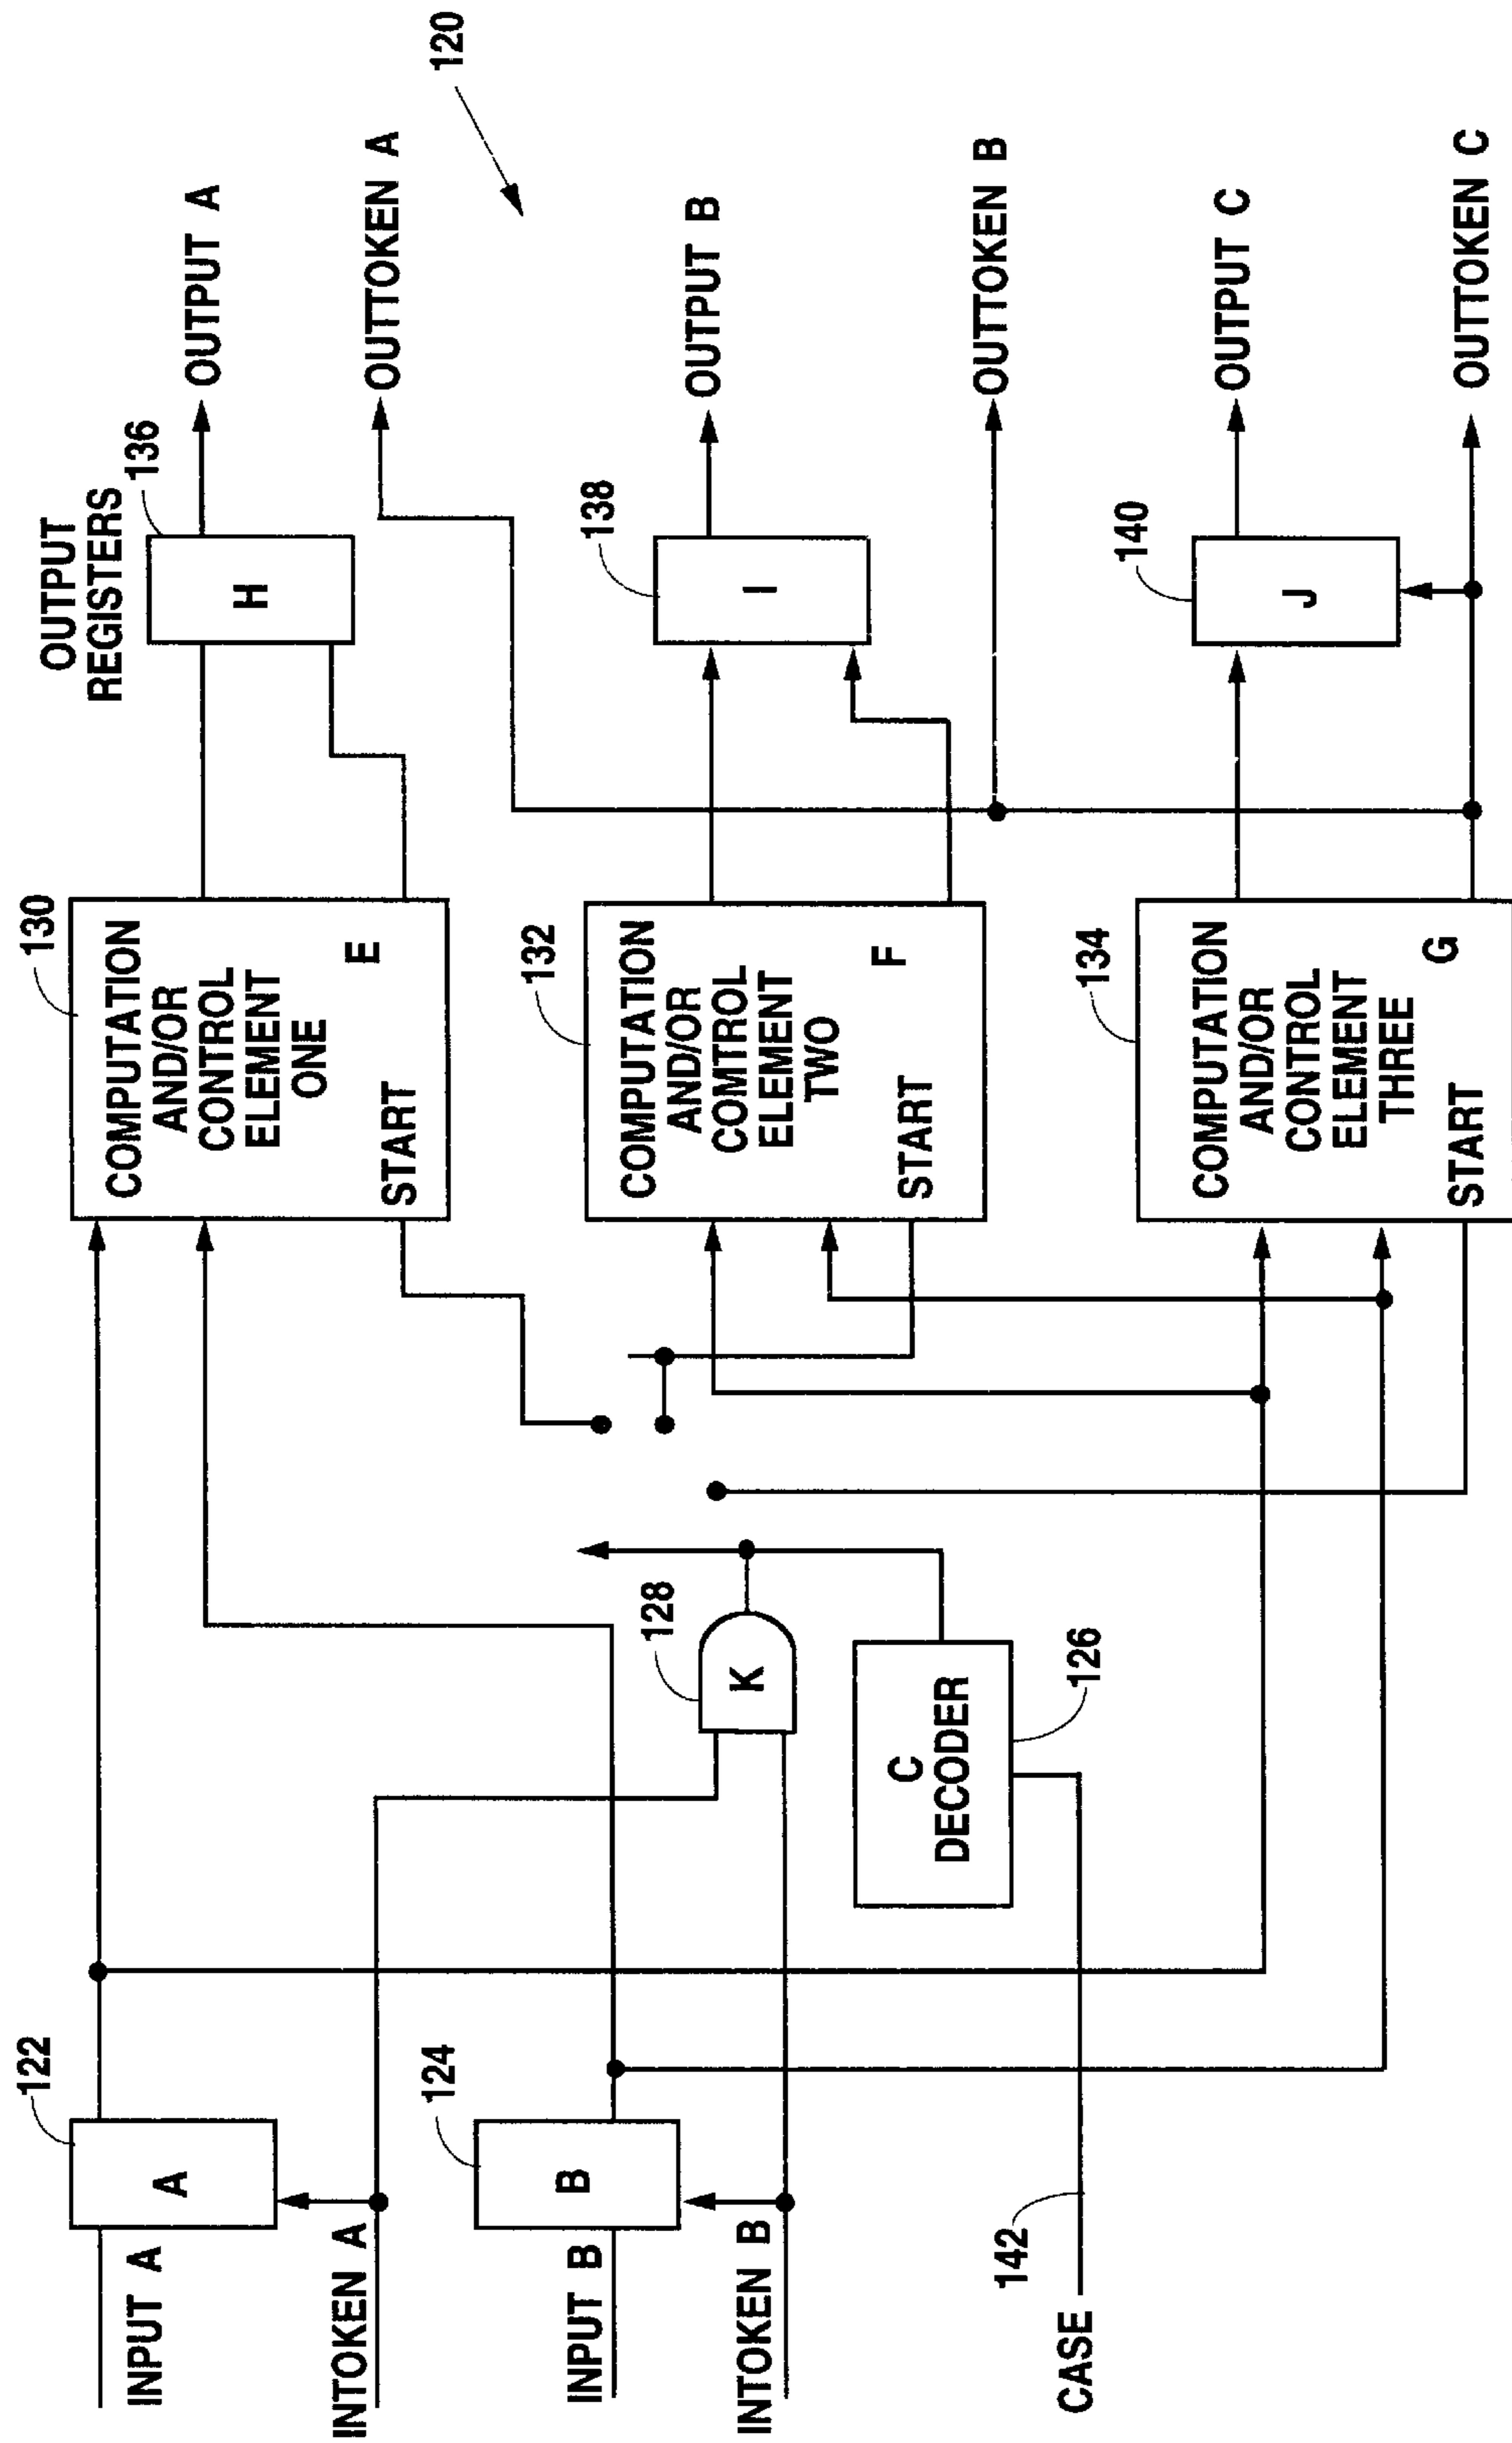 120
OUTPUT
REGISTERS
136
H
OUTPUT A
OUTTOKEN A
138
I
OUTPUT B
OUTTOKEN B
140
J
OUTPUT C
OUTTOKEN C
130
COMPUTATION
AND/OR
CONTROL
ELEMENT
ONE
E
START
132
COMPUTATION
AND/OR
COMTROL
ELEMENT
TWO
F
START
134
COMPUTATION
AND/OR
CONTROL
ELEMENT
THREE
G
START
128
K
C
DECODER
126
122
A
INPUT A
INTOKEN A
124
B
INPUT B
INTOKEN B
142
CASE